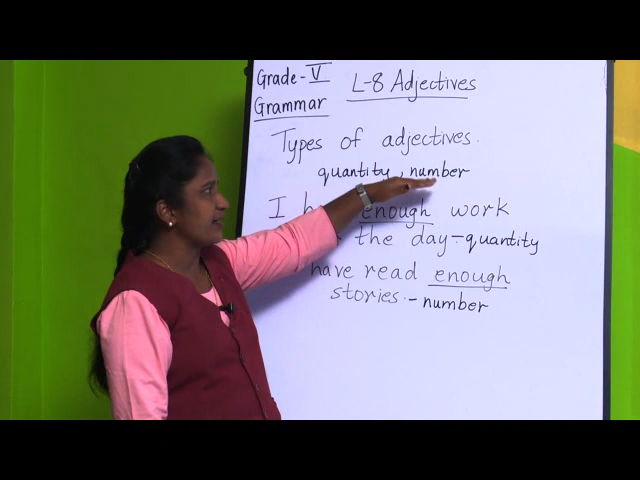 Grade - V
Grammar
L-8 Adjectives
Types of adjectives.
quantity, number
I enough work
the day - quantity
have read enough
stories - number